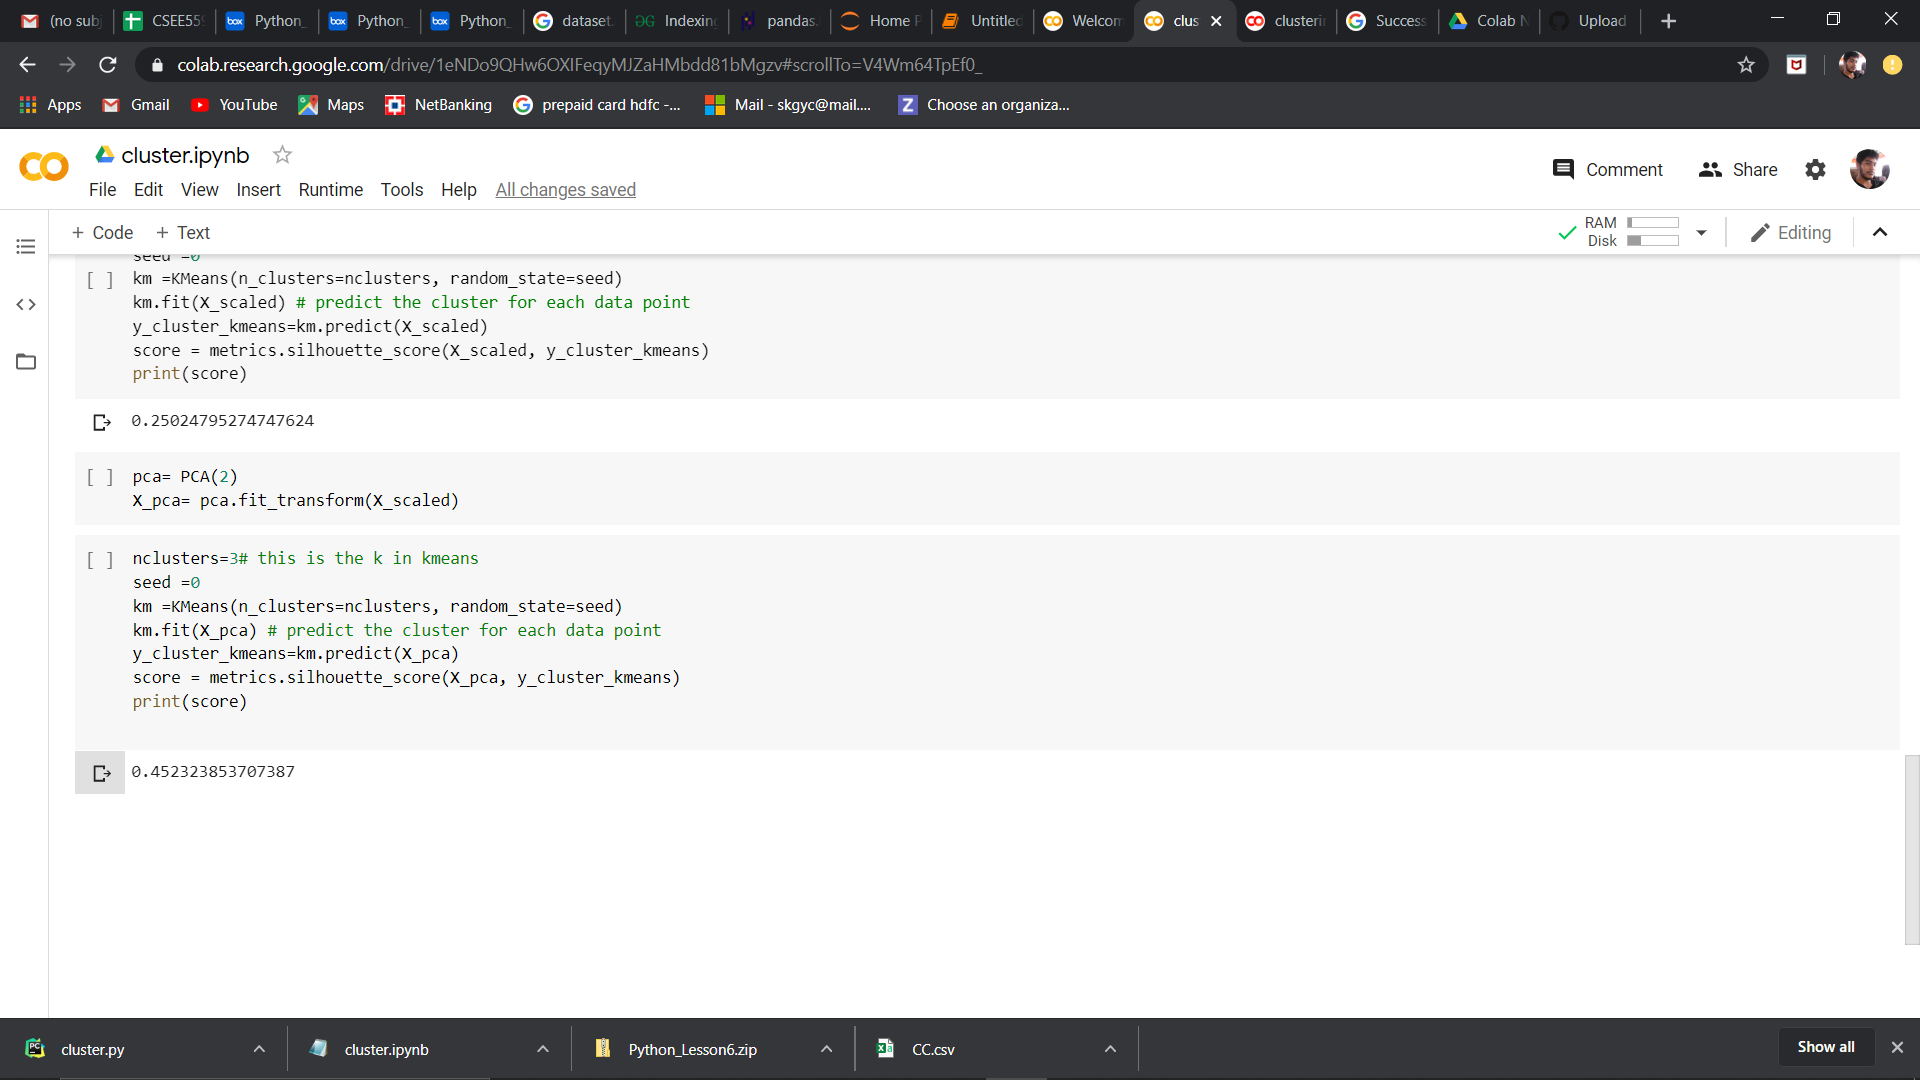 (no sub
CSEE559
Python_
Python_
Python_
dataset.
Indexing
pandas.
Home P
Untitled
Welcom
clus
clusterin
Success
Colab N
Upload
colab.research.google.com/drive/1eNDo9QHw6OXIFeqyMJZaHMbdd81bMgzv#scrollTo=V4Wm64TpEf0_
Apps
Gmail
YouTube
Maps
NetBanking
prepaid card hdfc -...
Mail - skgyc@mail....
Choose an organiza...
cluster.ipynb
Comment
Share
File Edit View Insert Runtime Tools Help All changes saved
+ Code + Text
RAM
Disk
Editing
seed =0
[ ] km =KMeans(n_clusters=nclusters, random_state=seed)
km.fit(X_scaled) # predict the cluster for each data point
y_cluster_kmeans=km.predict(X_scaled)
score = metrics.silhouette_score(X_scaled, y_cluster_kmeans)
print(score)
0.25024795274747624
[ ] pca= PCA(2)
X_pca= pca.fit_transform(X_scaled)
[ ] nclusters=3# this is the k in kmeans
seed =0
km =KMeans(n_clusters=nclusters, random_state=seed)
km.fit(X_pca) # predict the cluster for each data point
y_cluster_kmeans=km.predict(X_pca)
score = metrics.silhouette_score(X_pca, y_cluster_kmeans)
print(score)
0.452323853707387
cluster.py
cluster.ipynb
Python_Lesson6.zip
CC.csv
Show all